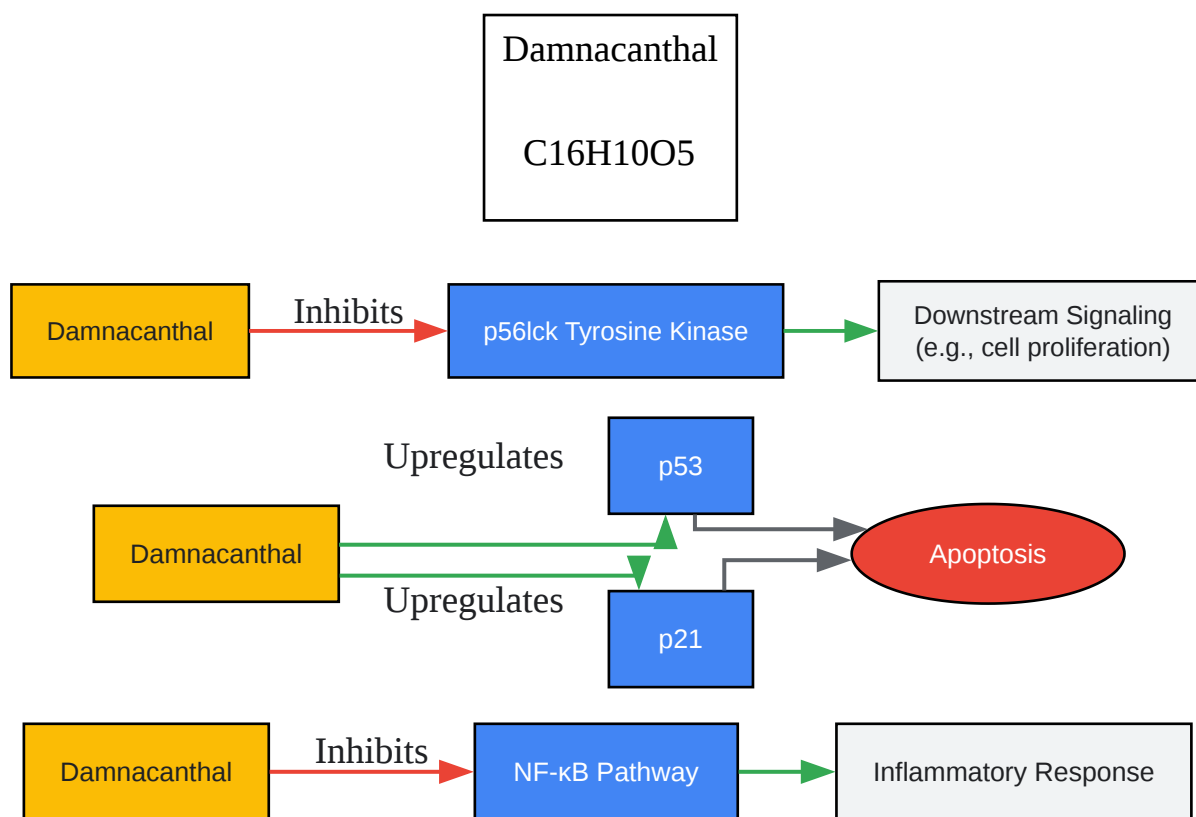 Damnacanthal
C16H10O5
Damnacanthal
Inhibits
p56lck Tyrosine Kinase
Downstream Signaling
(e.g., cell proliferation)
Upregulates
p53
Damnacanthal
Apoptosis
Upregulates
p21
Damnacanthal
Inhibits
NF-κB Pathway
Inflammatory Response